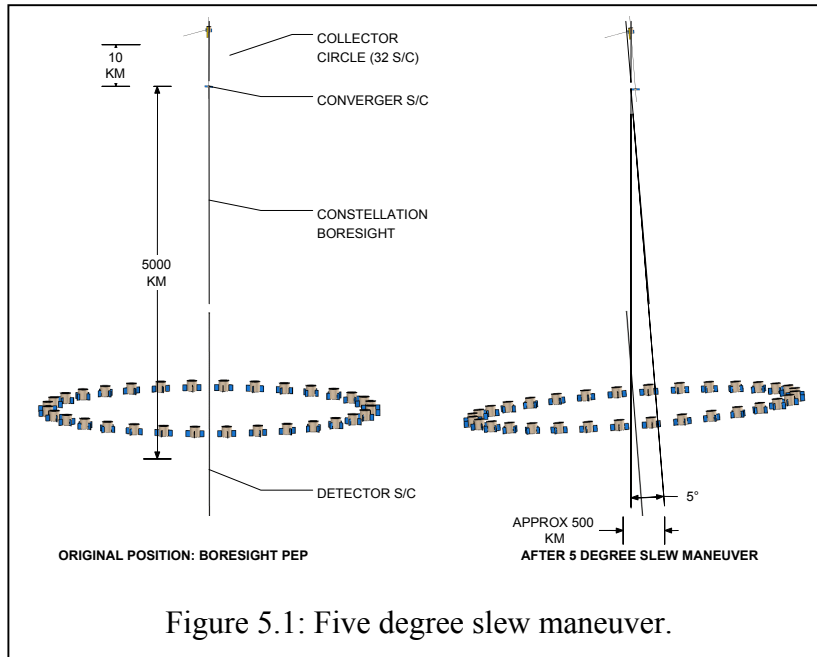 10
KM
COLLECTOR
CIRCLE (32 S/C)
CONVERGER S/C
CONSTELLATION
BORESIGHT
5000
KM
DETECTOR S/C
ORIGINAL POSITION: BORESIGHT PEP
5°
APPROX 500
KM
AFTER 5 DEGREE SLEW MANEUVER
Figure 5.1: Five degree slew maneuver.